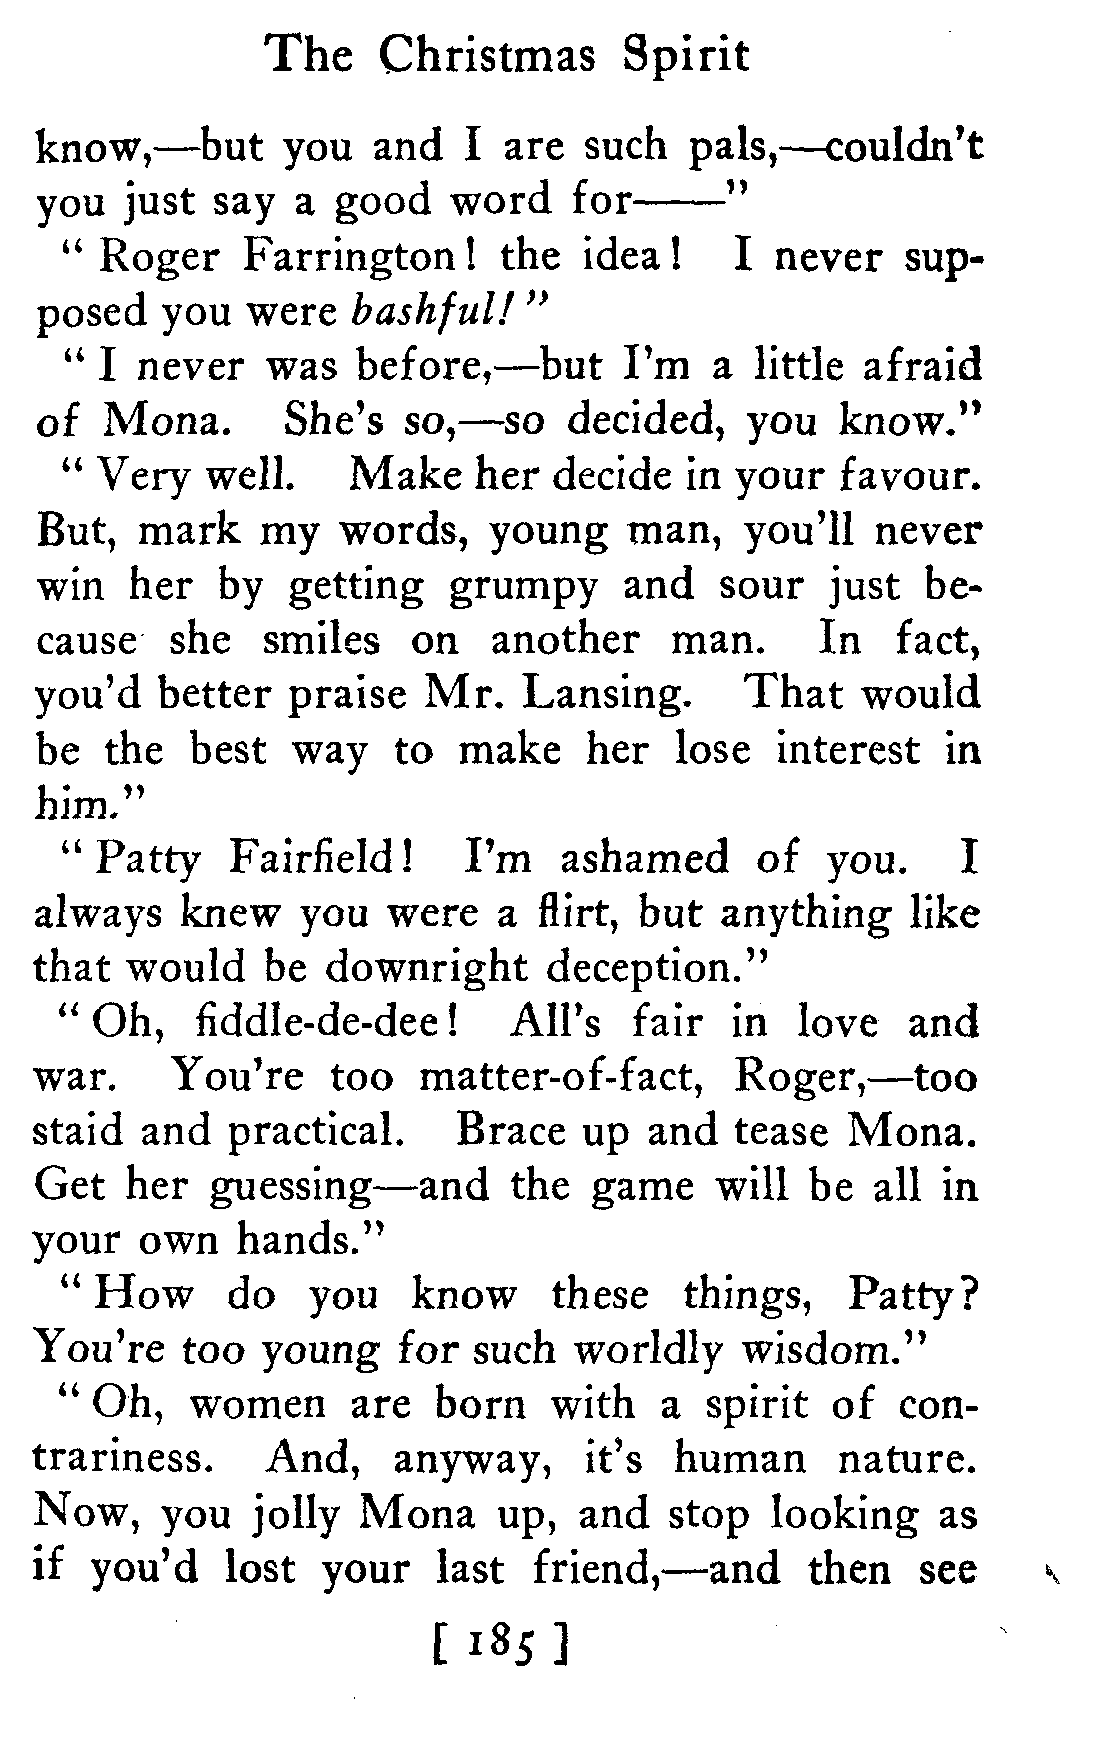 The Christmas Spirit
know,—but you and I are such pals,—couldn't
you just say a good word for——"
"Roger Farrington! the idea! I never sup-
posed you were bashful!"
"I never was before,—but I'm a little afraid
of Mona. She's so,—so decided, you know."
"Very well. Make her decide in your favour.
But, mark my words, young man, you'll never
win her by getting grumpy and sour just be-
cause she smiles on another man. In fact,
you'd better praise Mr. Lansing. That would
be the best way to make her lose interest in
him."
"Patty Fairfield! I'm ashamed of you. I
always knew you were a flirt, but anything like
that would be downright deception."
"Oh, fiddle-de-dee! All's fair in love and
war. You're too matter-of-fact, Roger,—too
staid and practical. Brace up and tease Mona.
Get her guessing—and the game will be all in
your own hands."
"How do you know these things, Patty?
You're too young for such worldly wisdom."
"Oh, women are born with a spirit of con-
trariness. And, anyway, it's human nature.
Now, you jolly Mona up, and stop looking as
if you'd lost your last friend,—and then see
[ 185 ]